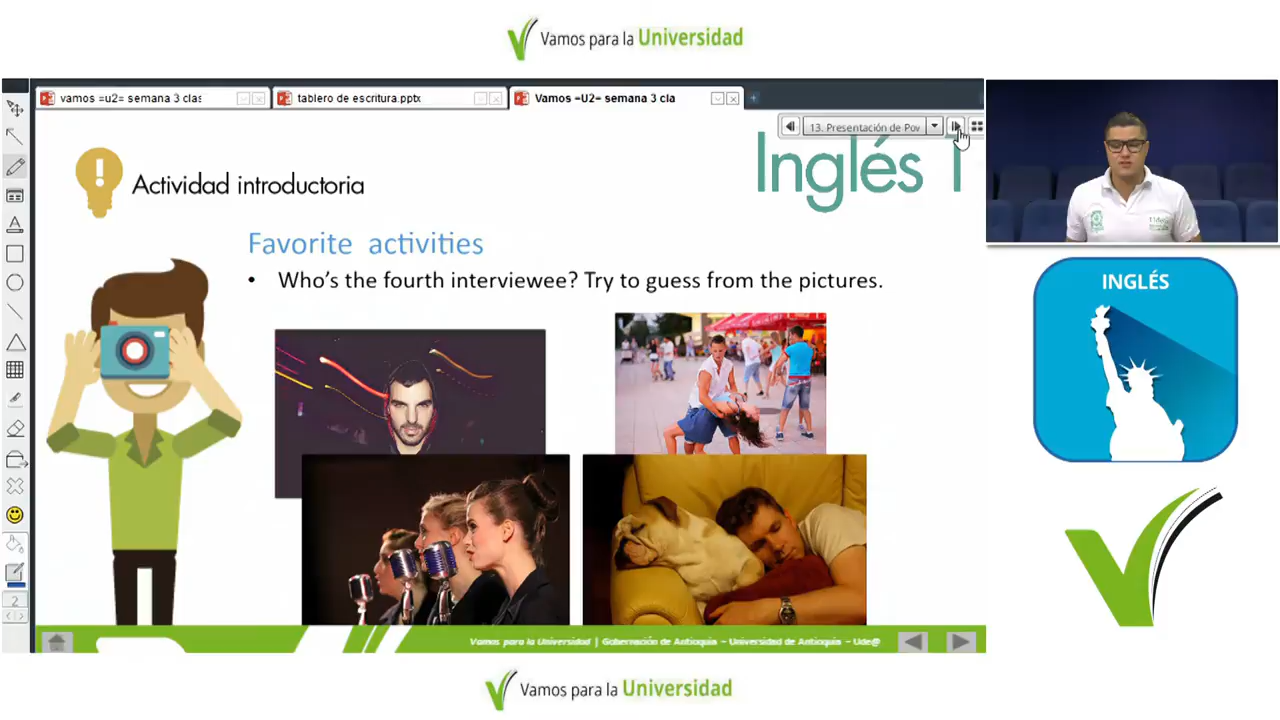 Vamos para la Universidad
vamos =u2= semana 3 clas
tablero de escritura.pptx
Vamos =U2= semana 3 cla
13. Presentación de Pov
Inglés 1
Actividad introductoria
Favorite activities
• Who's the fourth interviewee? Try to guess from the pictures.
INGLÉS
2
Vamos para la Universidad | Gobernación de Antioquia – Universidad de Antioquia – Ude@
Vamos para la Universidad